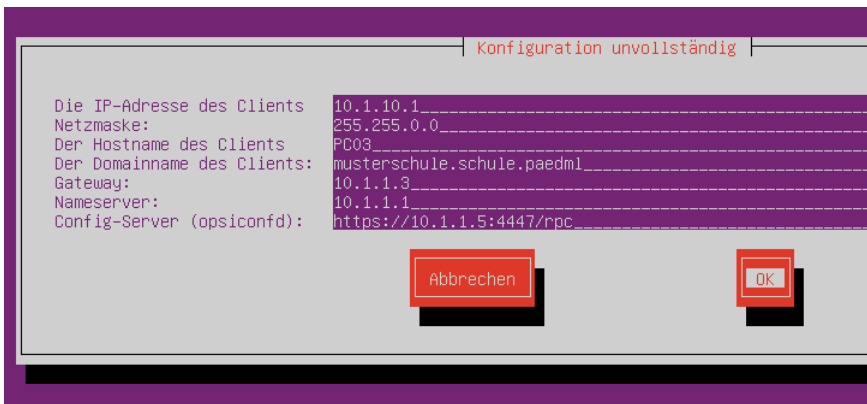 Konfiguration unvollständig
Die IP-Adresse des Clients 10.1.10.1
Netzmaske: 255.255.0.0
Der Hostname des Clients PC03
Der Domainname des Clients: musterschule.schule.paedml
Gateway: 10.1.1.3
Nameserver: 10.1.1.1
Config-Server (opsiconfd): https://10.1.1.5:4447/rpc
Abbrechen OK